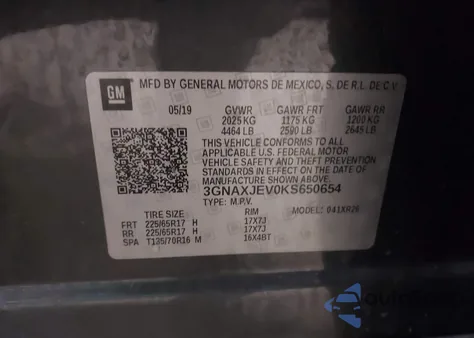 GM
MFD BY GENERAL MOTORS DE MEXICO, S. DE R.L. DE C.V.
05/19 GVWR GAWR FRT GAWR RR
2025 KG 1175 KG 1200 KG
4464 LB 2590 LB 2645 LB
THIS VEHICLE CONFORMS TO ALL
APPLICABLE U.S. FEDERAL MOTOR
VEHICLE SAFETY AND THEFT PREVENTION
STANDARDS IN EFFECT ON THE DATE OF
MANUFACTURE SHOWN ABOVE.
3GNAXJEV0KS650654
TYPE: M.P.V. MODEL:
TIRE SIZE RIM
FRT 225/65R17 H 17X7J
RR 225/65R17 H 17X7J
SPA T135/70R16 M 16X4BT